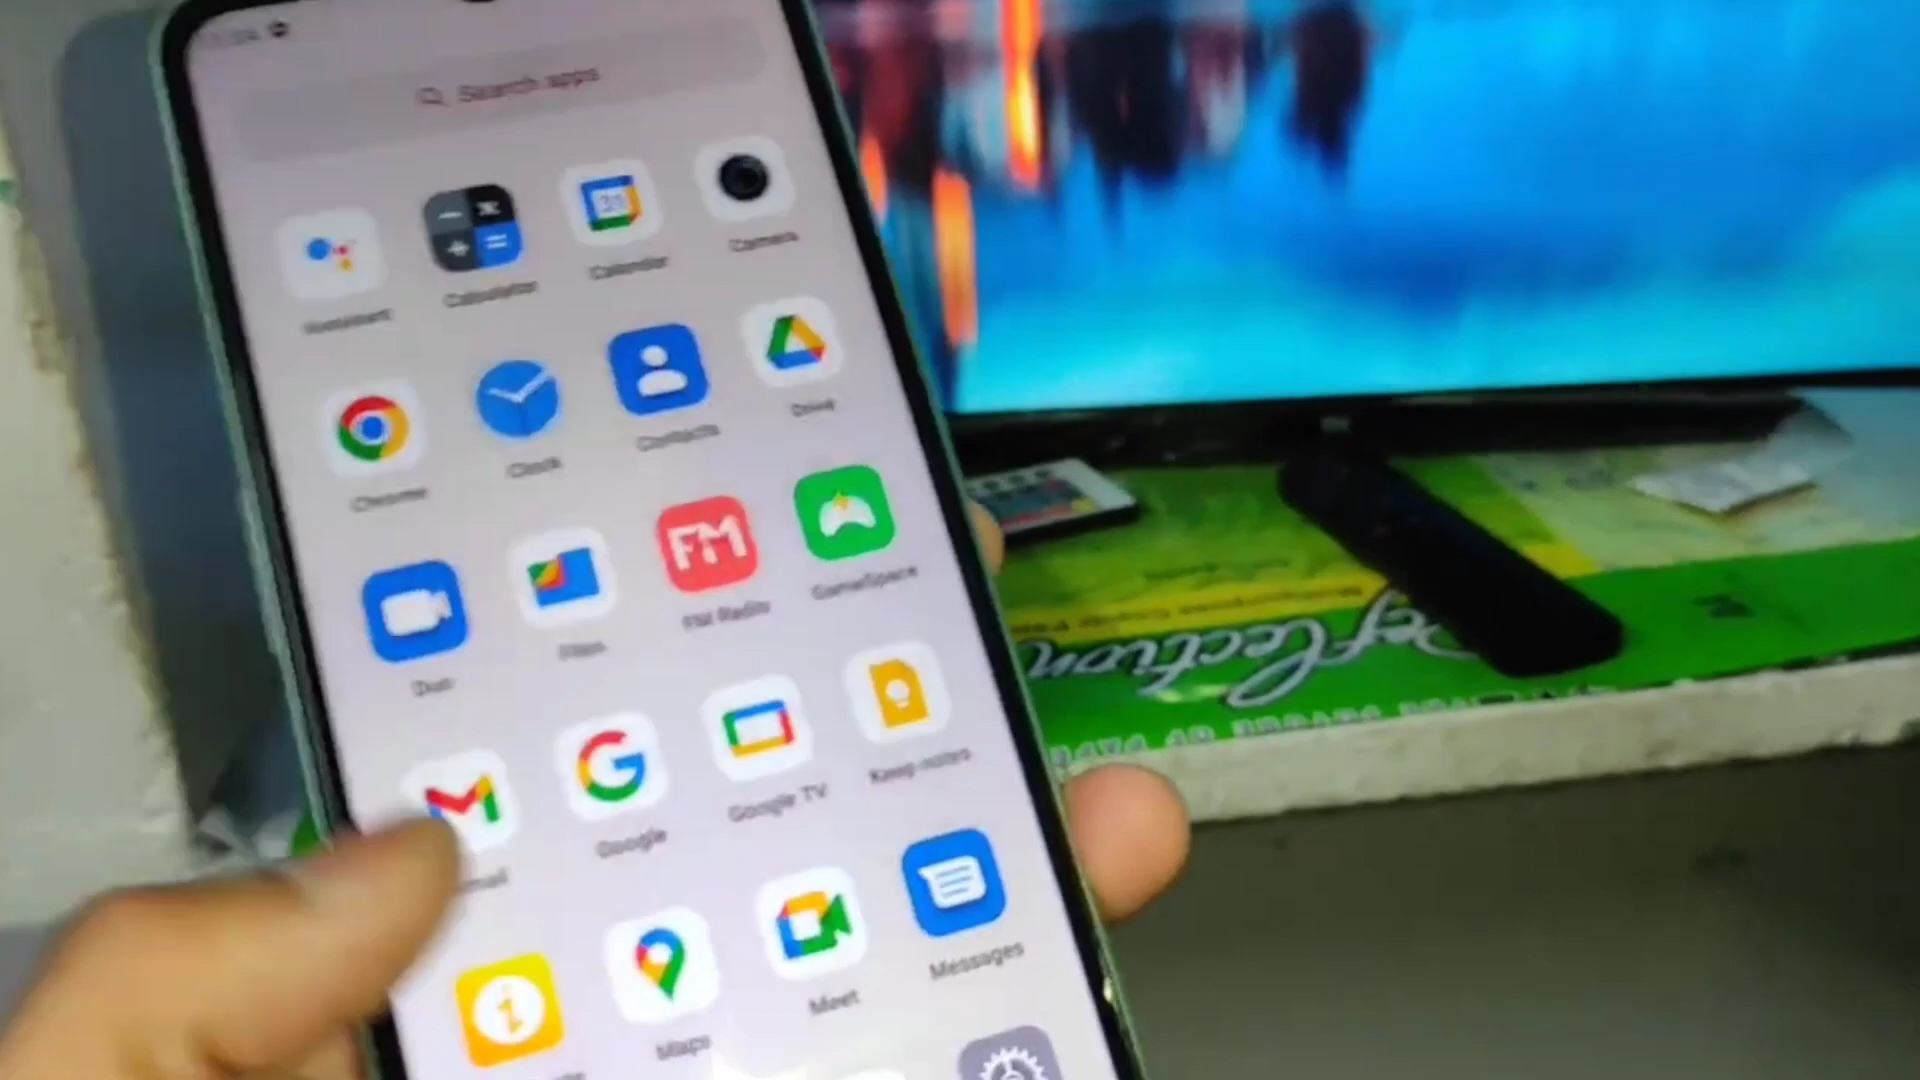 Search apps
Assistant
Calculator
Calendar
Camera
Chrome
Clock
Contacts
Drive
Duo
Files
FM
FM Radio
GameSpace
Google
Google TV
Keep notes
Maps
Meet
Messages
Reflection